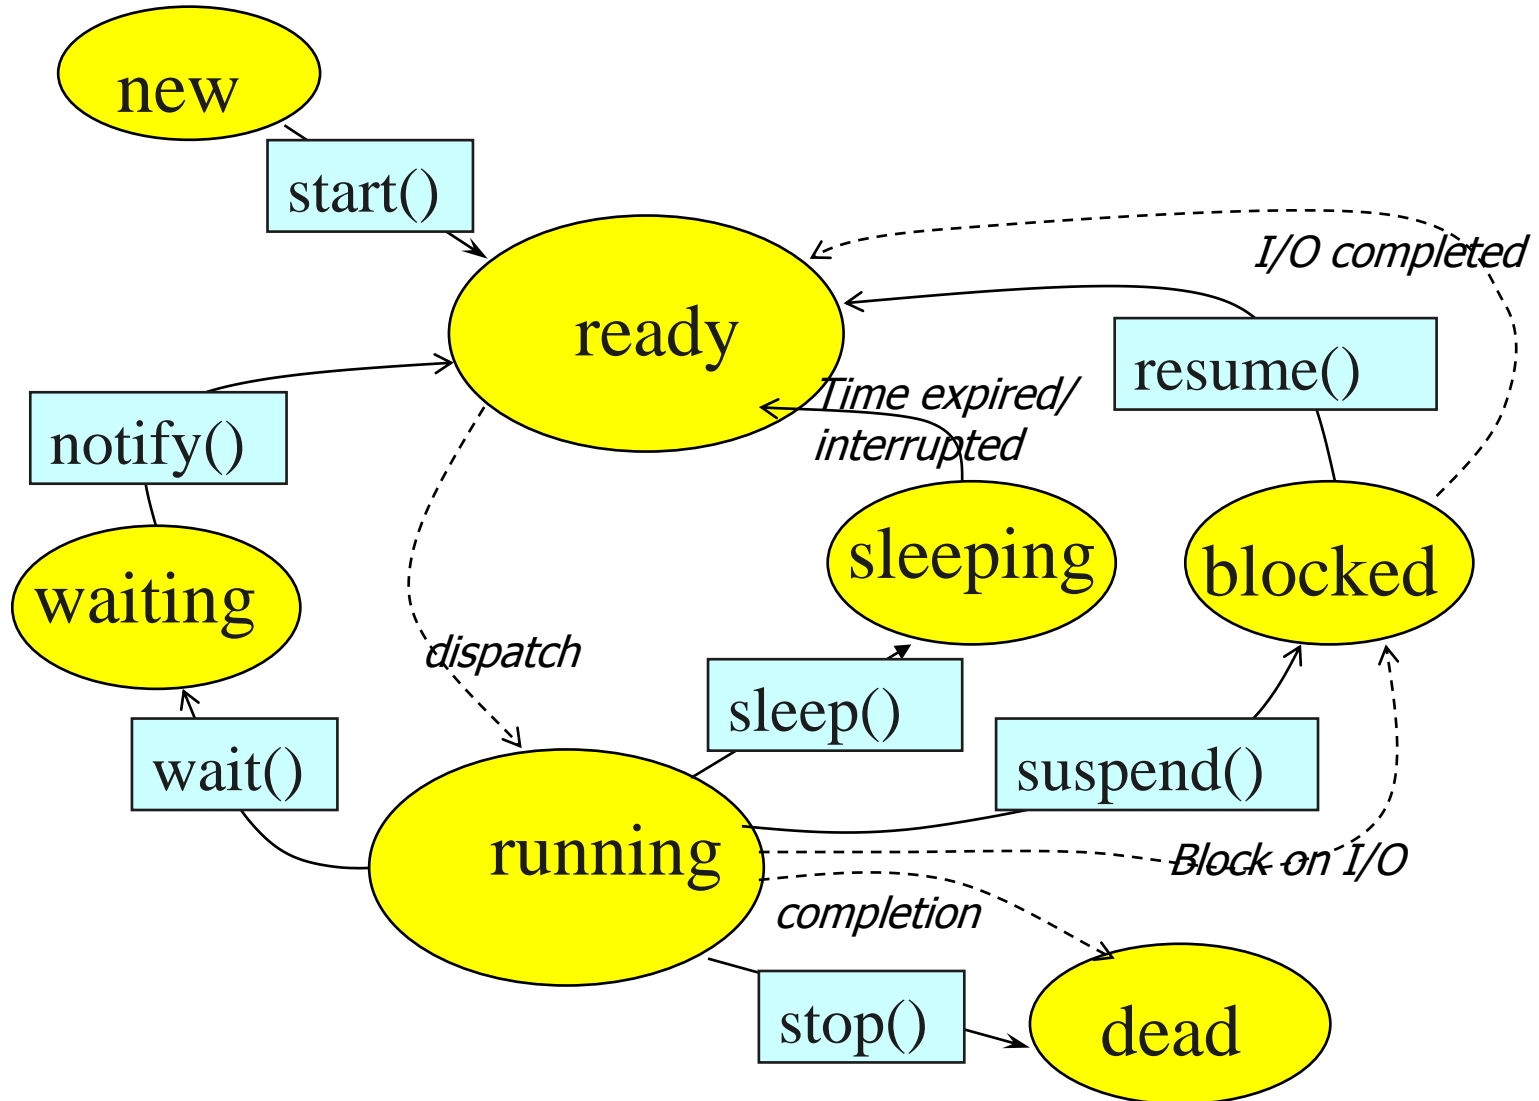 new
start()
I/O completed
ready
resume()
Time expired/
interrupted
notify()
sleeping
blocked
waiting
dispatch
sleep()
wait()
suspend()
running
Block on I/O
completion
stop()
dead